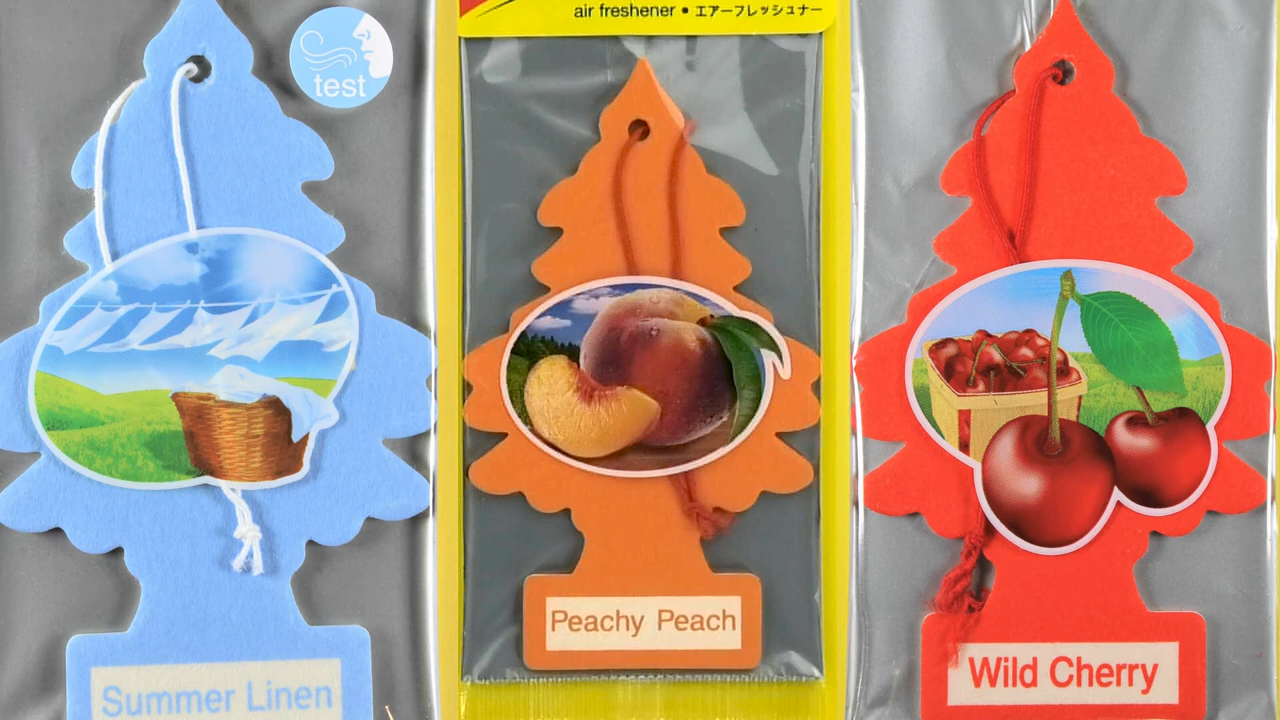 test
Summer Linen
air freshener • エアーフレッシュナー
Peachy Peach
Wild Cherry